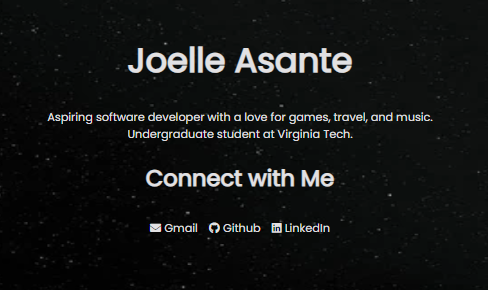 Joelle Asante
Aspiring software developer with a love for games, travel, and music.
Undergraduate student at Virginia Tech.
Connect with Me
Gmail Github LinkedIn